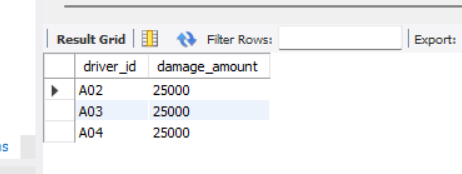 Result Grid Filter Rows: Export:
driver_id damage_amount
A02 25000
A03 25000
A04 25000